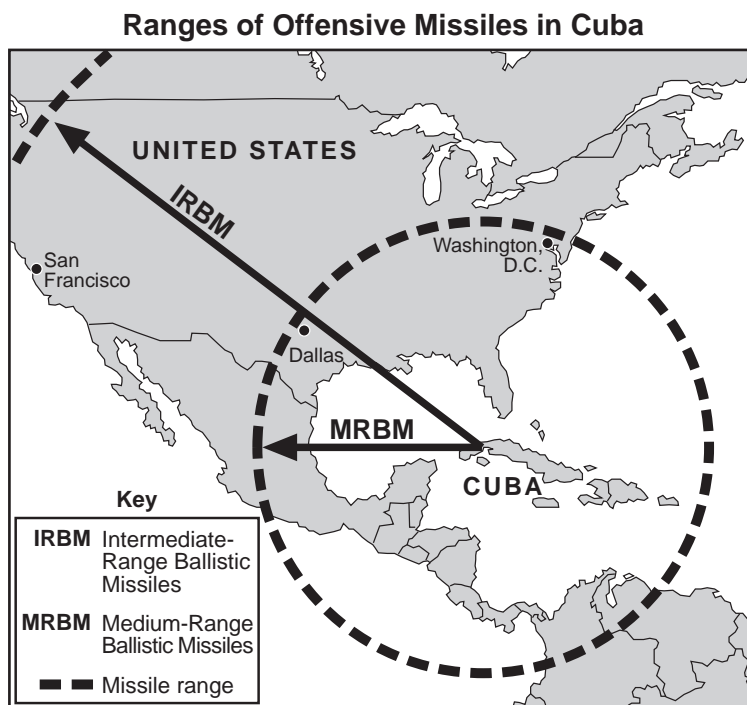 Ranges of Offensive Missiles in Cuba
UNITED STATES
IRBM
Washington,
D.C.
San
Francisco
Dallas
MRBM
CUBA
Key
IRBM Intermediate-
Range Ballistic
Missiles
MRBM Medium-Range
Ballistic Missiles
Missile range